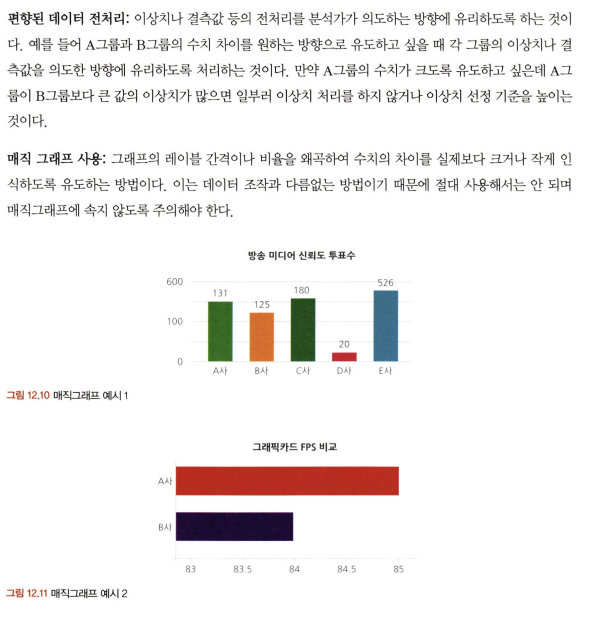 편향된 데이터 전처리: 이상치나 결측값 등의 전처리를 분석가가 의도하는 방향에 유리하도록 하는 것이
다. 예를 들어 A그룹과 B그룹의 수치 차이를 원하는 방향으로 유도하고 싶을 때 각 그룹의 이상치나 결
측값을 의도한 방향에 유리하도록 처리하는 것이다. 만약 A그룹의 수치가 크도록 유도하고 싶은데 A그
룹이 B그룹보다 큰 값의 이상치가 많으면 일부러 이상치 처리를 하지 않거나 이상치 선정 기준을 높이는
것이다.
매직 그래프 사용: 그래프의 레이블 간격이나 비율을 왜곡하여 수치의 차이를 실제보다 크거나 작게 인
식하도록 유도하는 방법이다. 이는 데이터 조작과 다름없는 방법이기 때문에 절대 사용해서는 안 되며
매직그래프에 속지 않도록 주의해야 한다.
방송 미디어 신뢰도 투표수
600
100
0
131
125
180
20
526
A사 B사 C사 D사 E사
그림 12.10 매직그래프 예시 1
그래픽카드 FPS 비교
A사
B사
83 83.5 84 84.5 85
그림 12.11 매직그래프 예시 2